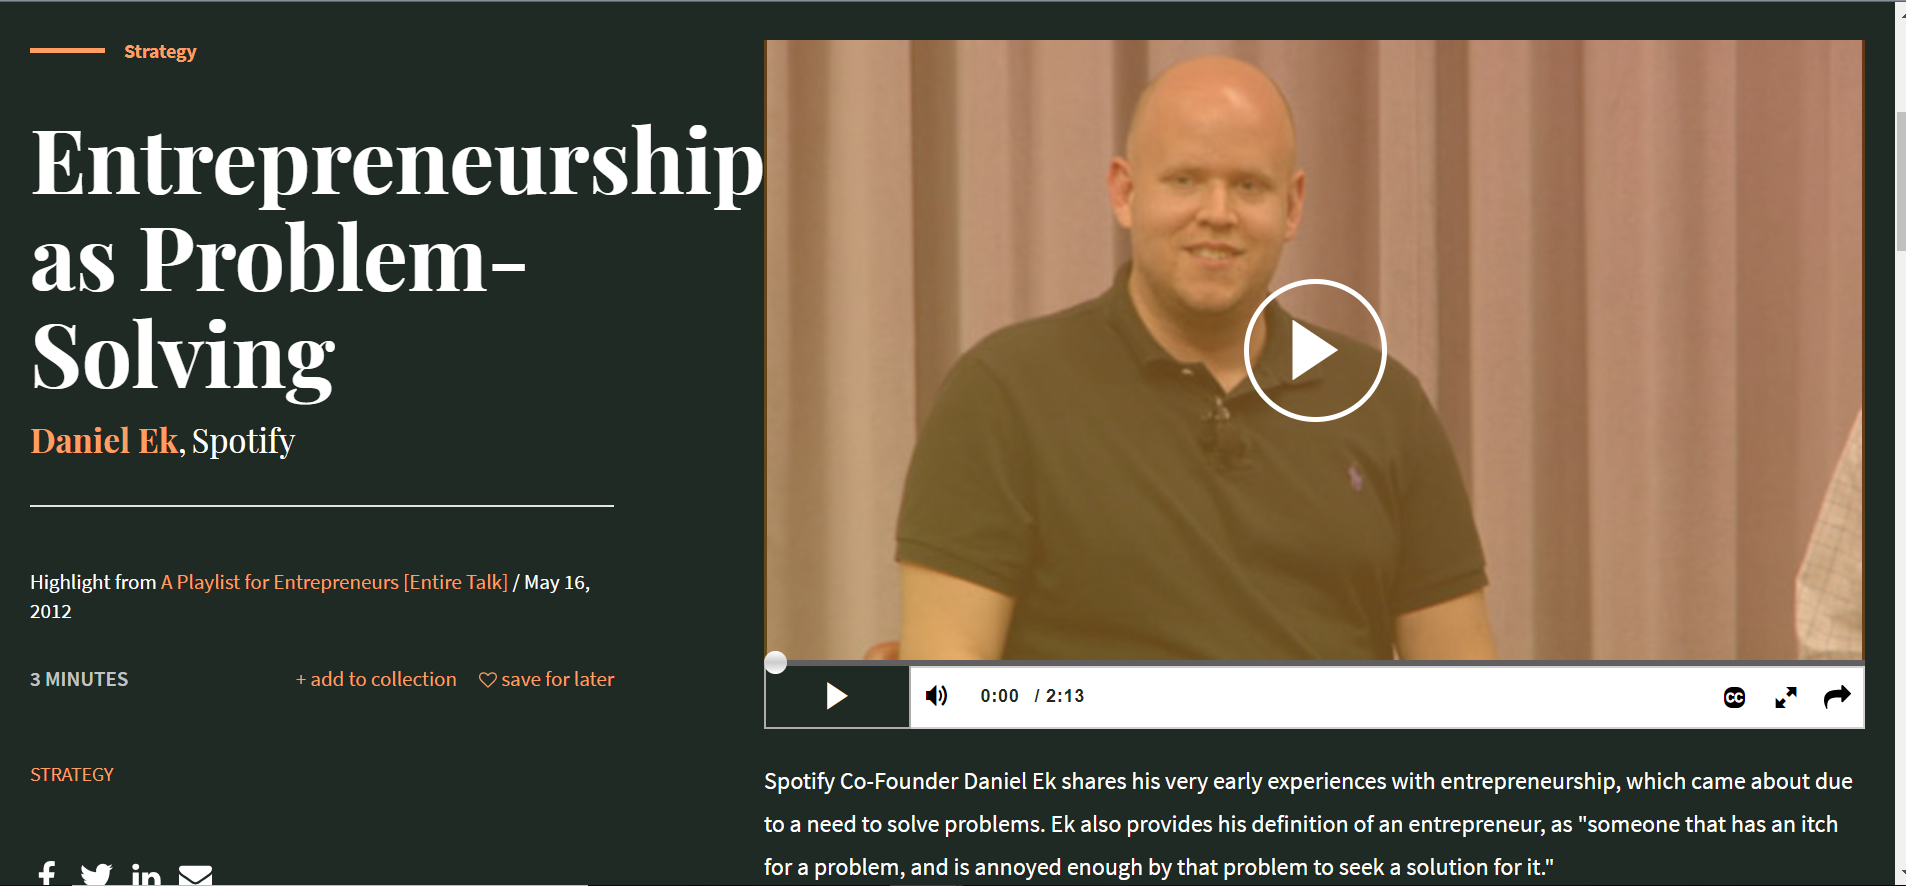 Strategy
Entrepreneurship
as Problem-
Solving
Daniel Ek, Spotify
Highlight from A Playlist for Entrepreneurs [Entire Talk] / May 16,
2012
3 MINUTES
+ add to collection
save for later
STRATEGY
0:00 / 2:13
CC
Spotify Co-Founder Daniel Ek shares his very early experiences with entrepreneurship, which came about due
to a need to solve problems. Ek also provides his definition of an entrepreneur, as "someone that has an itch
for a problem, and is annoyed enough by that problem to seek a solution for it."